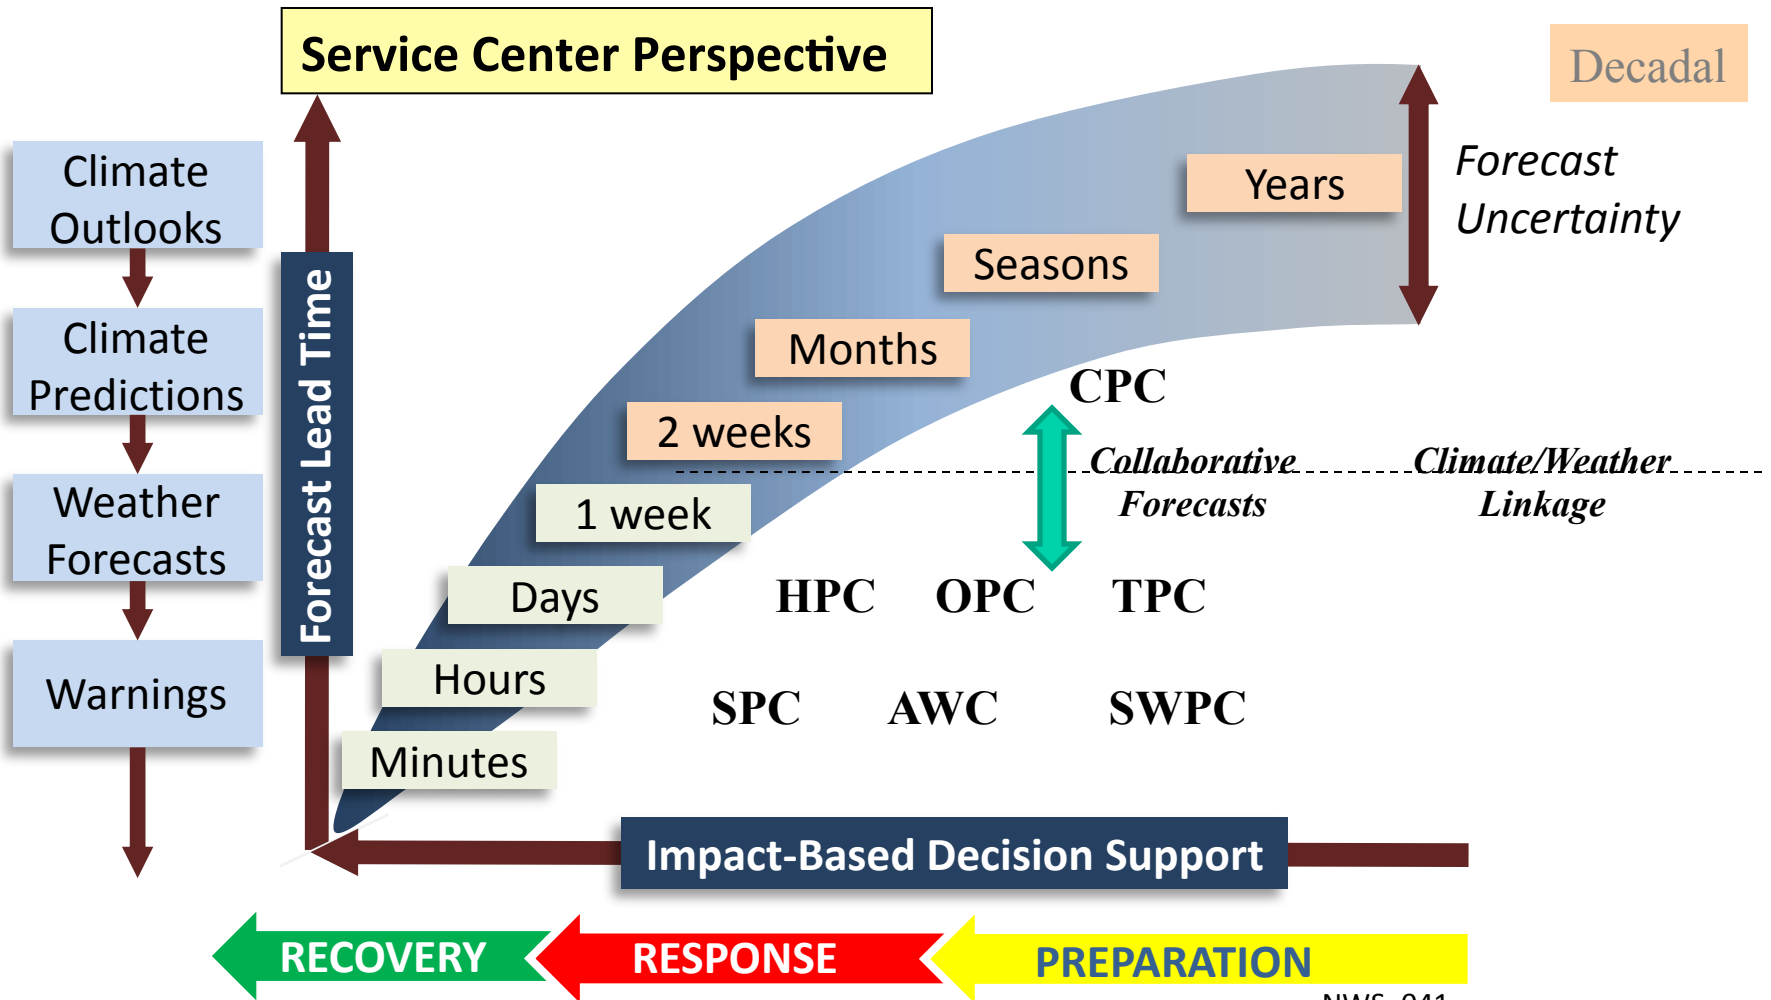 Service Center Perspective
Decadal
Climate
Outlooks
Climate
Predictions
Weather
Forecasts
Warnings
Forecast Lead Time
Years
Seasons
Months
2 weeks
1 week
Days
Hours
Minutes
Forecast
Uncertainty
CPC
Collaborative
Forecasts
Climate/Weather
Linkage
HPC OPC TPC
SPC AWC SWPC
Impact-Based Decision Support
RECOVERY RESPONSE PREPARATION